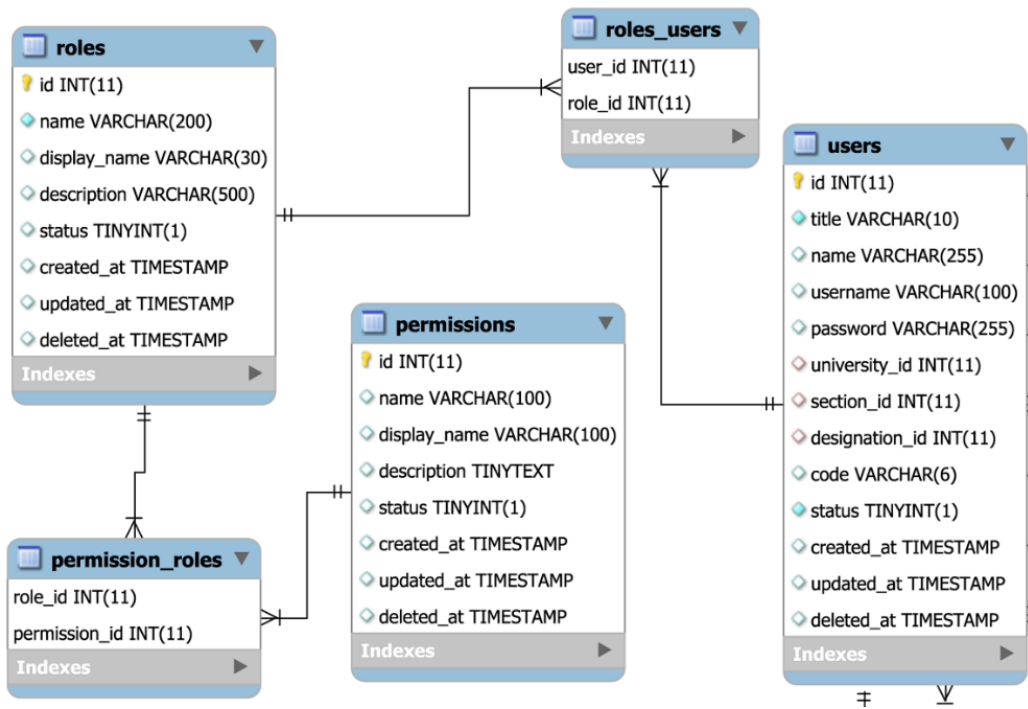 roles
id INT(11)
name VARCHAR(200)
display_name VARCHAR(30)
description VARCHAR(500)
status TINYINT(1)
created_at TIMESTAMP
updated_at TIMESTAMP
deleted_at TIMESTAMP
Indexes
roles_users
user_id INT(11)
role_id INT(11)
Indexes
users
id INT(11)
title VARCHAR(10)
name VARCHAR(255)
username VARCHAR(100)
password VARCHAR(255)
university_id INT(11)
section_id INT(11)
designation_id INT(11)
code VARCHAR(6)
status TINYINT(1)
created_at TIMESTAMP
updated_at TIMESTAMP
deleted_at TIMESTAMP
Indexes
permissions
id INT(11)
name VARCHAR(100)
display_name VARCHAR(100)
description TINYTEXT
status TINYINT(1)
created_at TIMESTAMP
updated_at TIMESTAMP
deleted_at TIMESTAMP
Indexes
permission_roles
role_id INT(11)
permission_id INT(11)
Indexes